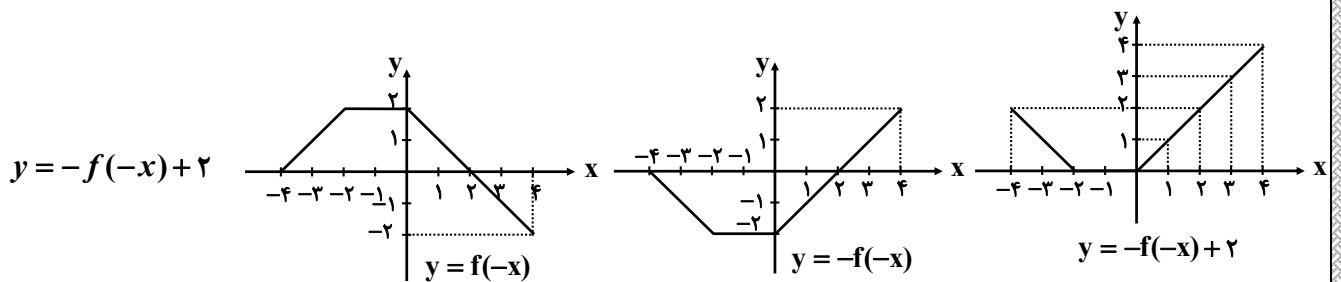 y = − f(−x) + ۲
y
۲
۱
−۴ −۳ −۲ −۱ ۱ ۲ ۳ ۴ x
−۱
−۲
y = f(−x)
y
۲
۱
−۴ −۳ −۲ −۱ ۱ ۲ ۳ ۴ x
−۱
−۲
y = −f(−x)
y
۴
۳
۲
۱
−۴ −۳ −۲ −۱ ۱ ۲ ۳ ۴ x
y = −f(−x) + ۲